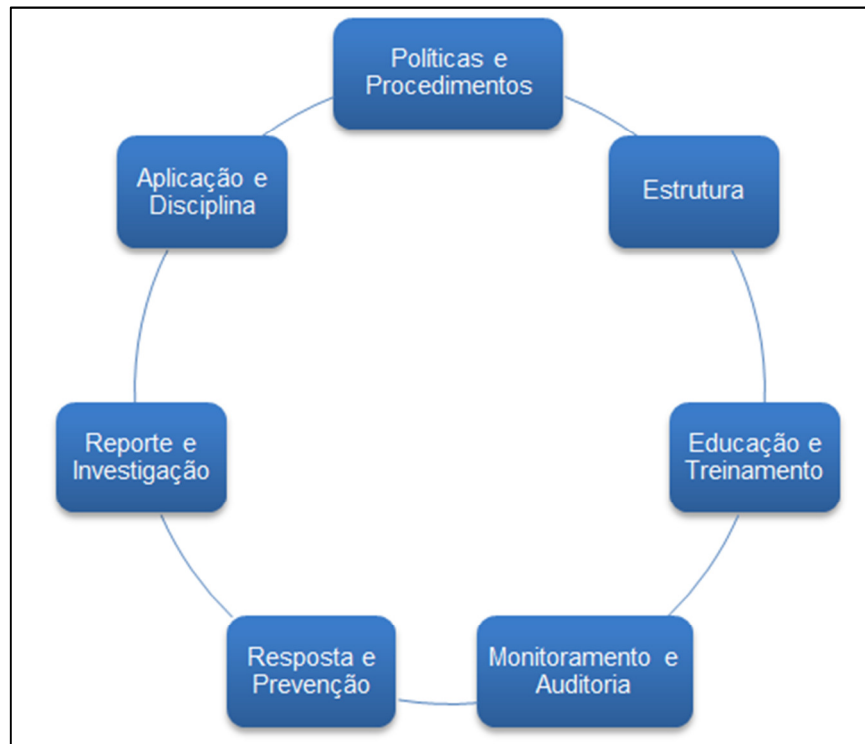 Políticas e
Procedimentos
Estrutura
Educação e
Treinamento
Monitoramento e
Auditoria
Resposta e
Prevenção
Reporte e
Investigação
Aplicação e
Disciplina